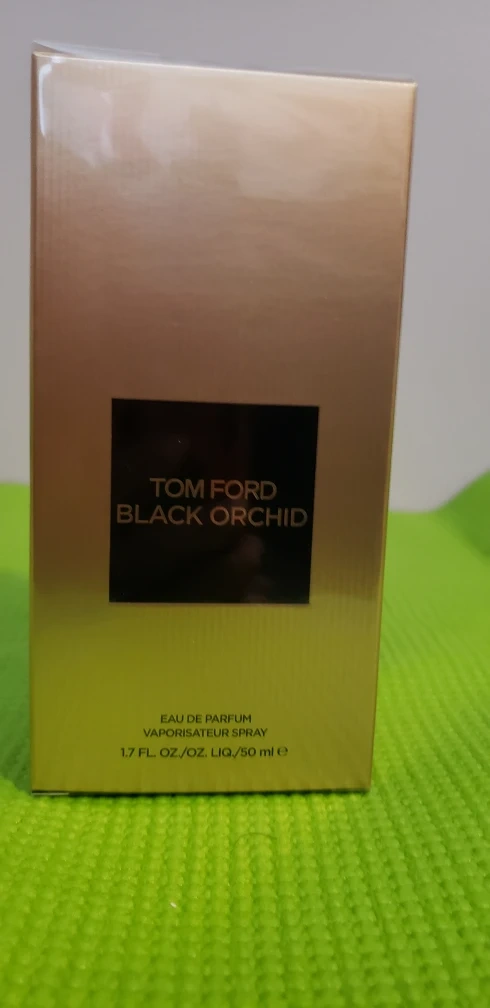 TOM FORD
BLACK ORCHID
EAU DE PARFUM
VAPORISATEUR SPRAY
1.7 FL. OZ./OZ. LIQ./50 ml ℮